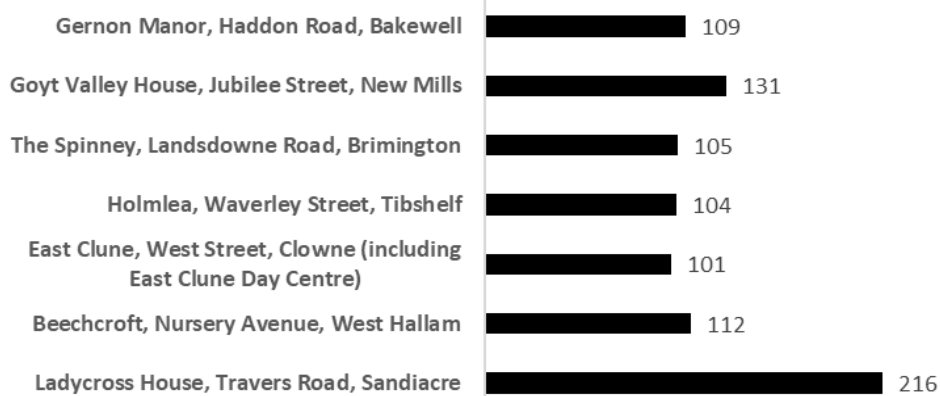 Gernon Manor, Haddon Road, Bakewell 109
Goyt Valley House, Jubilee Street, New Mills 131
The Spinney, Landsdowne Road, Brimington 105
Holmlea, Waverley Street, Tibshelf 104
East Clune, West Street, Clowne (including
East Clune Day Centre) 101
Beechcroft, Nursery Avenue, West Hallam 112
Ladycross House, Travers Road, Sandiacre 216